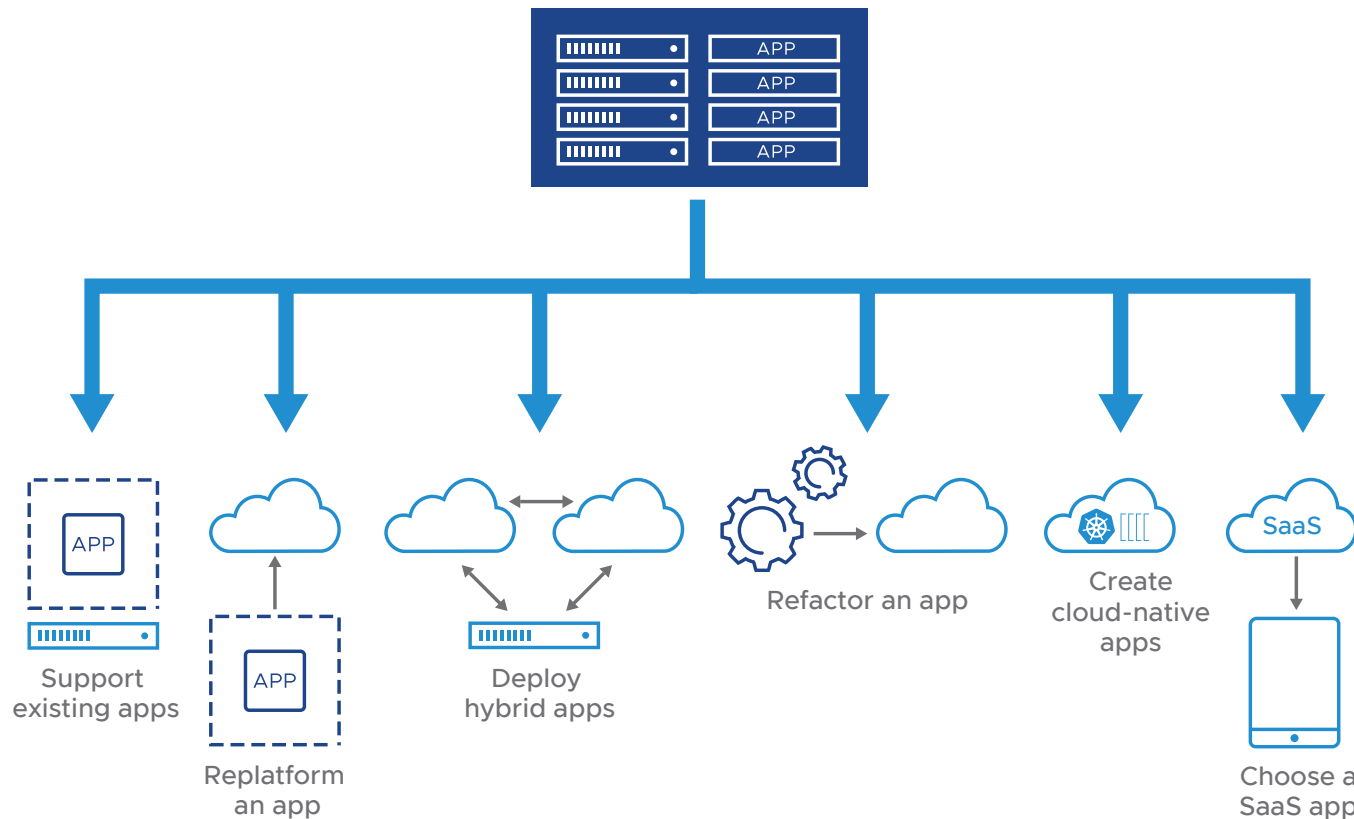 APP
APP
APP
APP
APP
Support
existing apps
APP
Replatform
an app
Deploy
hybrid apps
Refactor an app
Create
cloud-native
apps
SaaS
Choose a
SaaS app